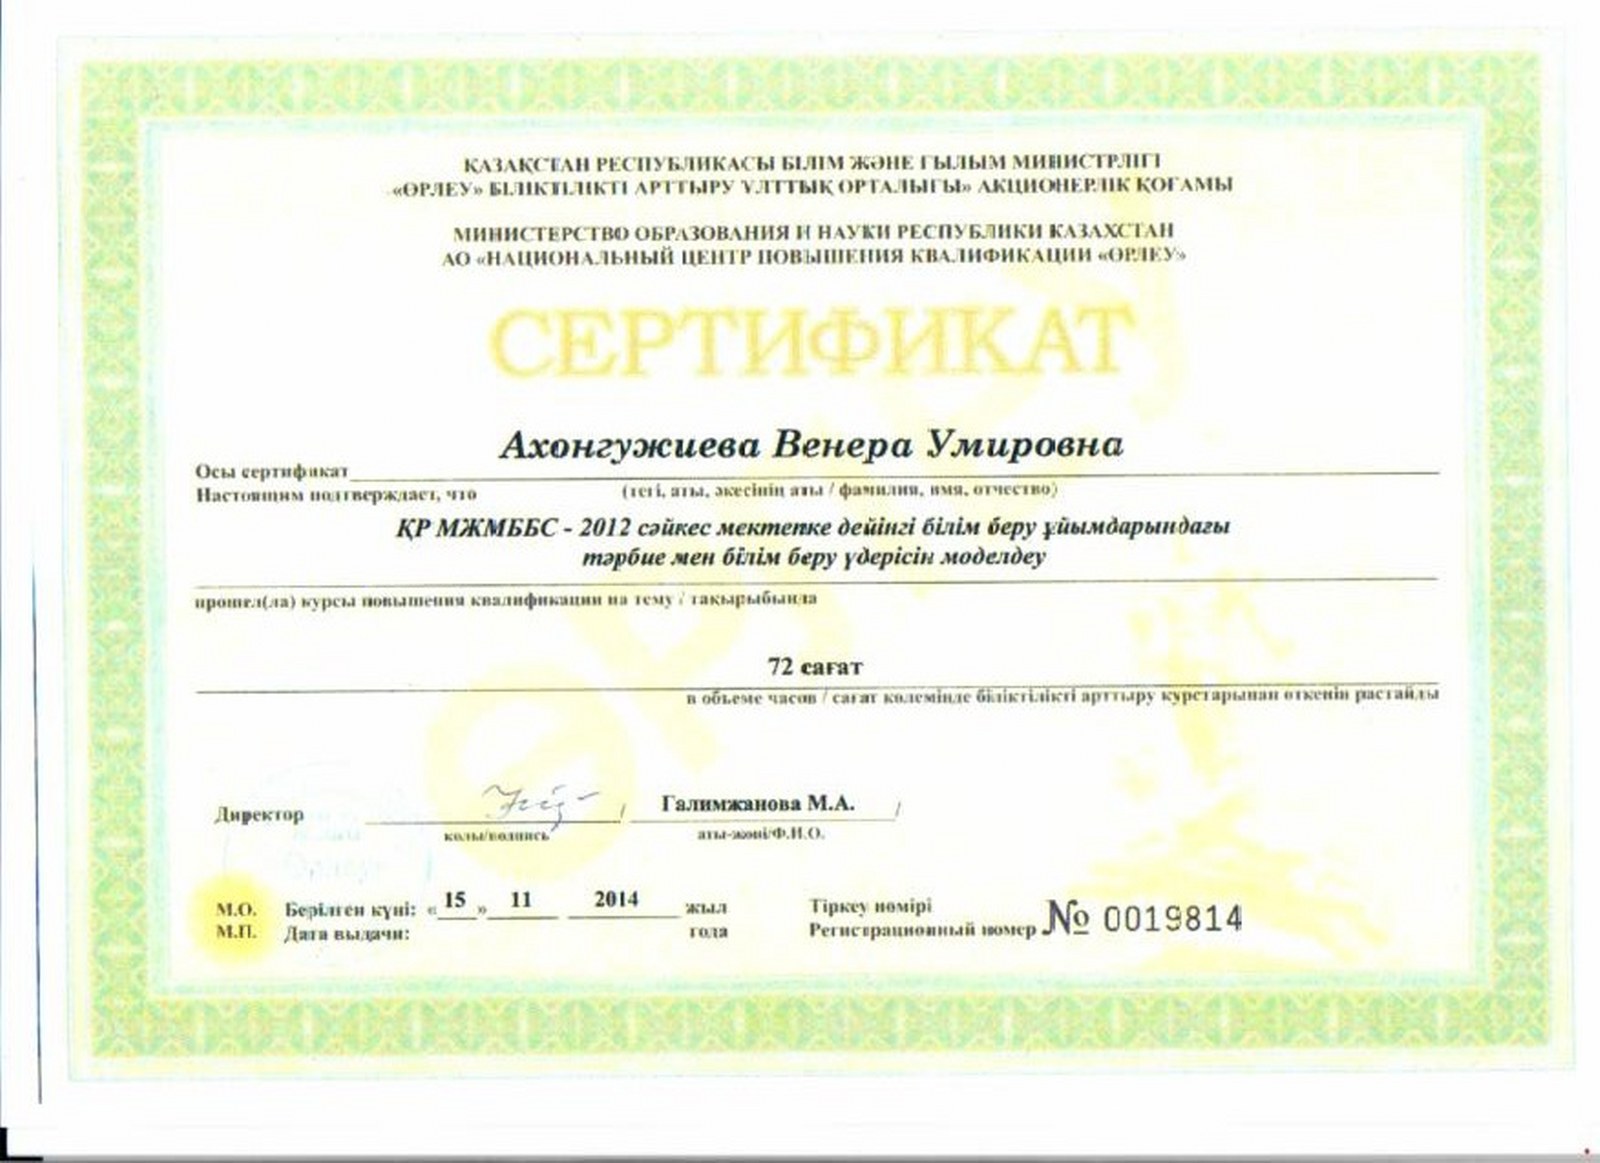 ҚАЗАҚСТАН РЕСПУБЛИКАСЫ БІЛІМ ЖӘНЕ ҒЫЛЫМ МИНИСТРЛІГІ
«ӨРЛЕУ» БІЛІКТІЛІКТІ АРТТЫРУ ҰЛТТЫҚ ОРТАЛЫҒЫ» АКЦИОНЕРЛІК ҚОҒАМЫ
МИНИСТЕРСТВО ОБРАЗОВАНИЯ И НАУКИ РЕСПУБЛИКИ КАЗАХСТАН
АО «НАЦИОНАЛЬНЫЙ ЦЕНТР ПОВЫШЕНИЯ КВАЛИФИКАЦИИ «ӨРЛЕУ»
СЕРТИФИКАТ
Ахонгужиева Венера Умировна
Осы сертификат
Настоящим подтверждает, что (тегі, аты, әкесінің аты / фамилия, имя, отчество)
ҚР МЖМББС - 2012 сәйкес мектепке дейінгі білім беру ұйымдарындағы
тәрбие мен білім беру үдерісін моделдеу
прошел(ла) курсы повышения квалификации на тему / тақырыбында
72 сағат
в объеме часов / сағат көлемінде біліктілікті арттыру курстарынан өткенін растайды
Директор / Галимжанова М.А. /
қолы/подпись аты-жөні/Ф.И.О.
М.О. Берілген күні: «15» 11 2014 жыл Тіркеу нөмірі
М.П. Дата выдачи: года Регистрационный номер № 0019814